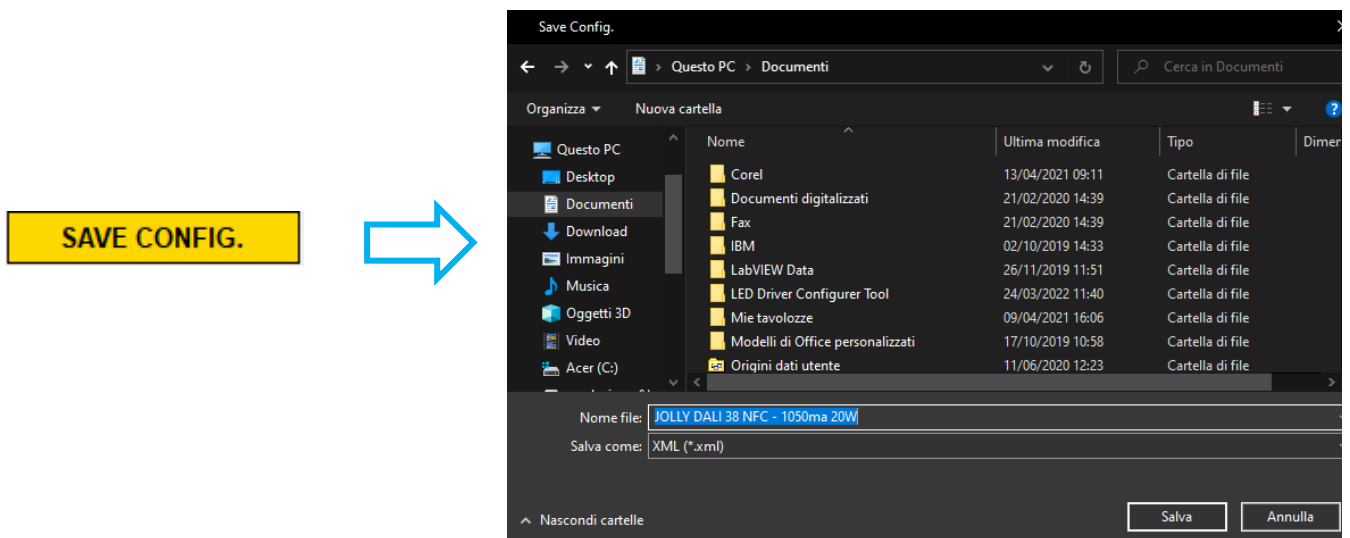 SAVE CONFIG.
Save Config.
Questo PC > Documenti
Cerca in Documenti
Organizza
Nuova cartella
?
Questo PC
Desktop
Documenti
Download
Immagini
Musica
Oggetti 3D
Video
Acer (C:)
Nome Ultima modifica Tipo Dimer
Corel 13/04/2021 09:11 Cartella di file
Documenti digitalizzati 21/02/2020 14:39 Cartella di file
Fax 21/02/2020 14:39 Cartella di file
IBM 02/10/2019 14:33 Cartella di file
LabVIEW Data 26/11/2019 11:51 Cartella di file
LED Driver Configurer Tool 24/03/2022 11:40 Cartella di file
Mie tavolozze 09/04/2021 16:06 Cartella di file
Modelli di Office personalizzati 17/10/2019 10:58 Cartella di file
Origini dati utente 11/06/2020 12:23 Cartella di file
Nome file: JOLLY DALI 38 NFC - 1050ma 20W
Salva come: XML (*.xml)
Nascondi cartelle
Salva
Annulla